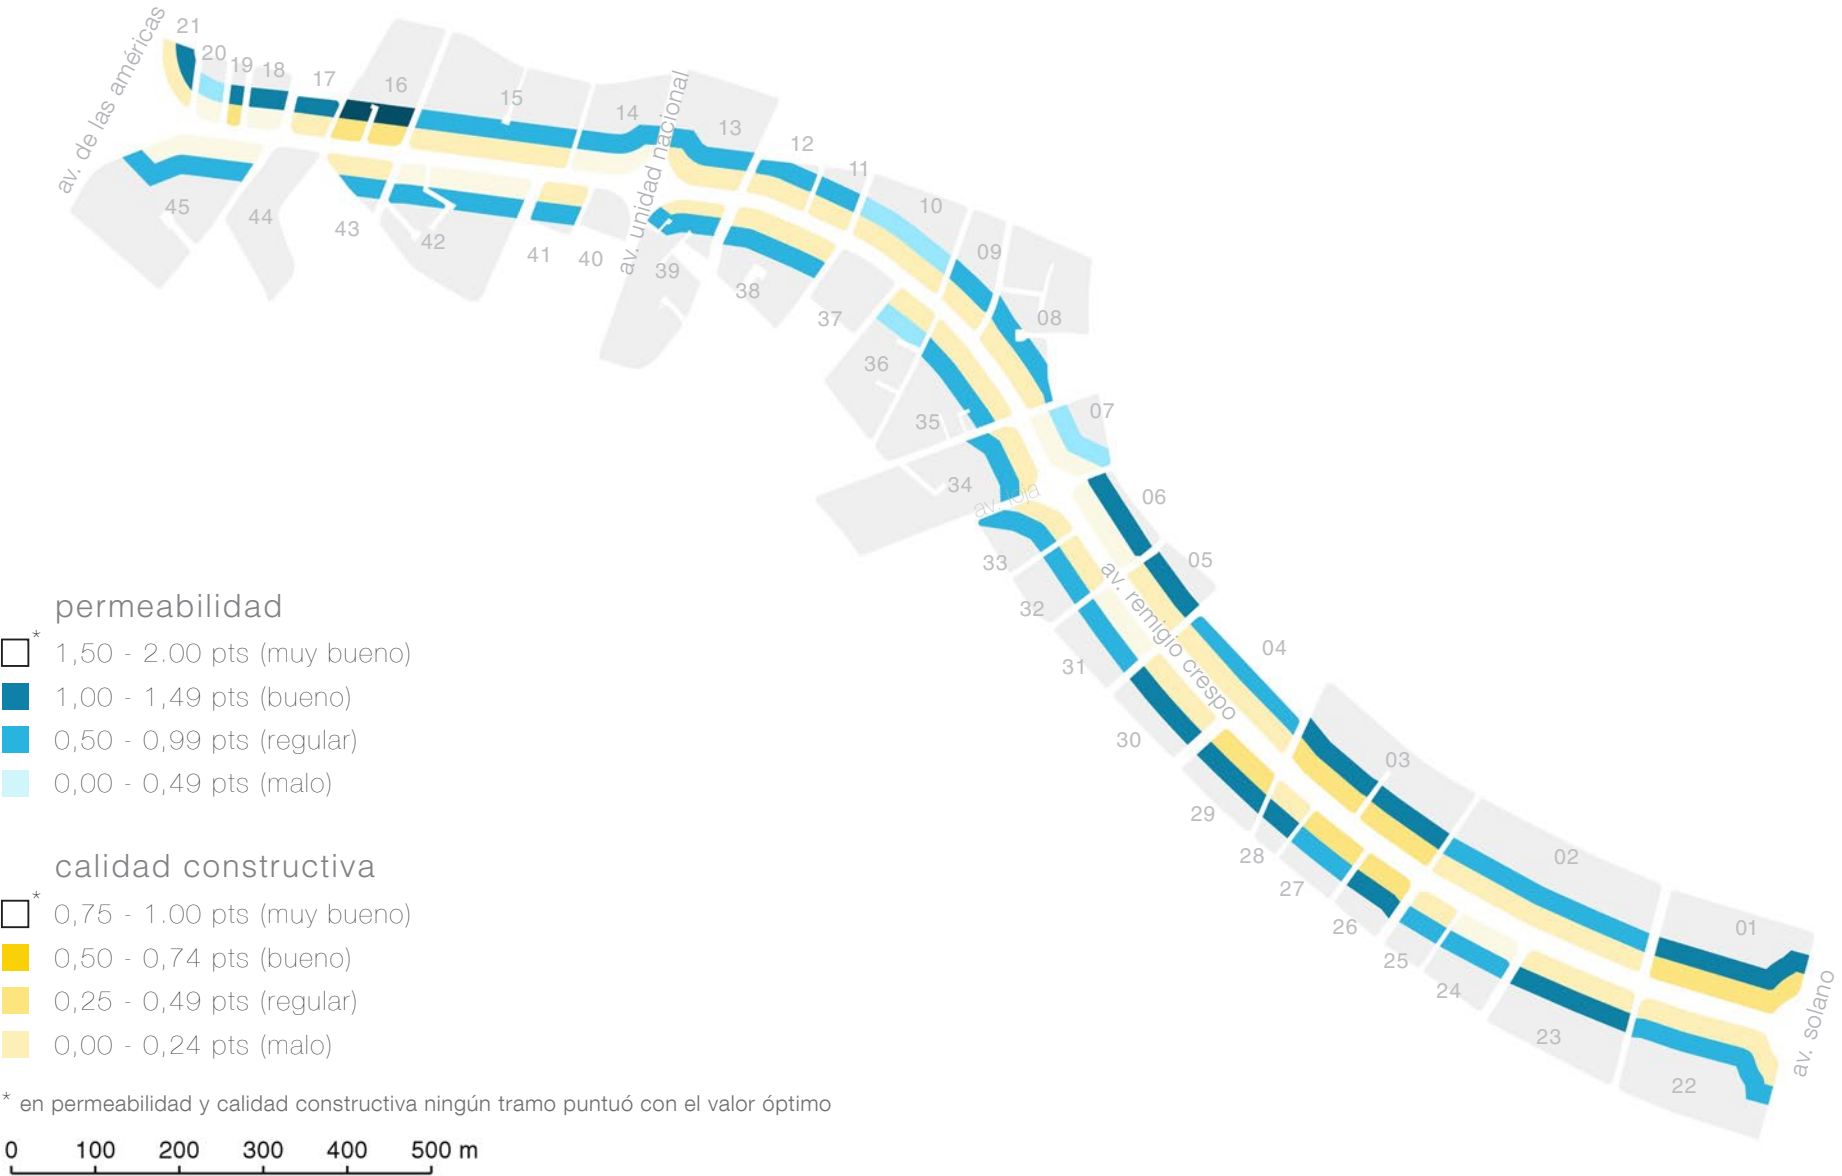 21
20
19
18
17
16
15
14
13
12
11
10
09
08
07
06
05
04
03
02
01
av. de las américas
av. unidad nacional
45
44
43
42
41
40
39
38
37
36
35
34
av. loja
33
32
31
30
29
28
27
26
25
24
23
22
av. remigio crespo
av. solano
permeabilidad
* 1,50 - 2.00 pts (muy bueno)
1,00 - 1,49 pts (bueno)
0,50 - 0,99 pts (regular)
0,00 - 0,49 pts (malo)
calidad constructiva
* 0,75 - 1.00 pts (muy bueno)
0,50 - 0,74 pts (bueno)
0,25 - 0,49 pts (regular)
0,00 - 0,24 pts (malo)
* en permeabilidad y calidad constructiva ningún tramo puntuó con el valor óptimo
0 100 200 300 400 500 m